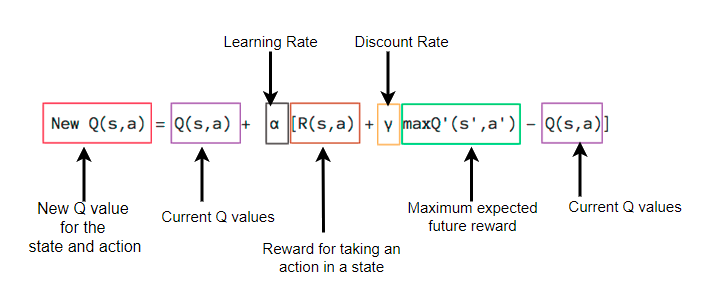 Learning Rate
Discount Rate
New Q(s,a) = Q(s,a) + α [R(s,a) + γ maxQ'(s',a') − Q(s,a)]
New Q value
for the
state and action
Current Q values
Reward for taking an
action in a state
Maximum expected
future reward
Current Q values